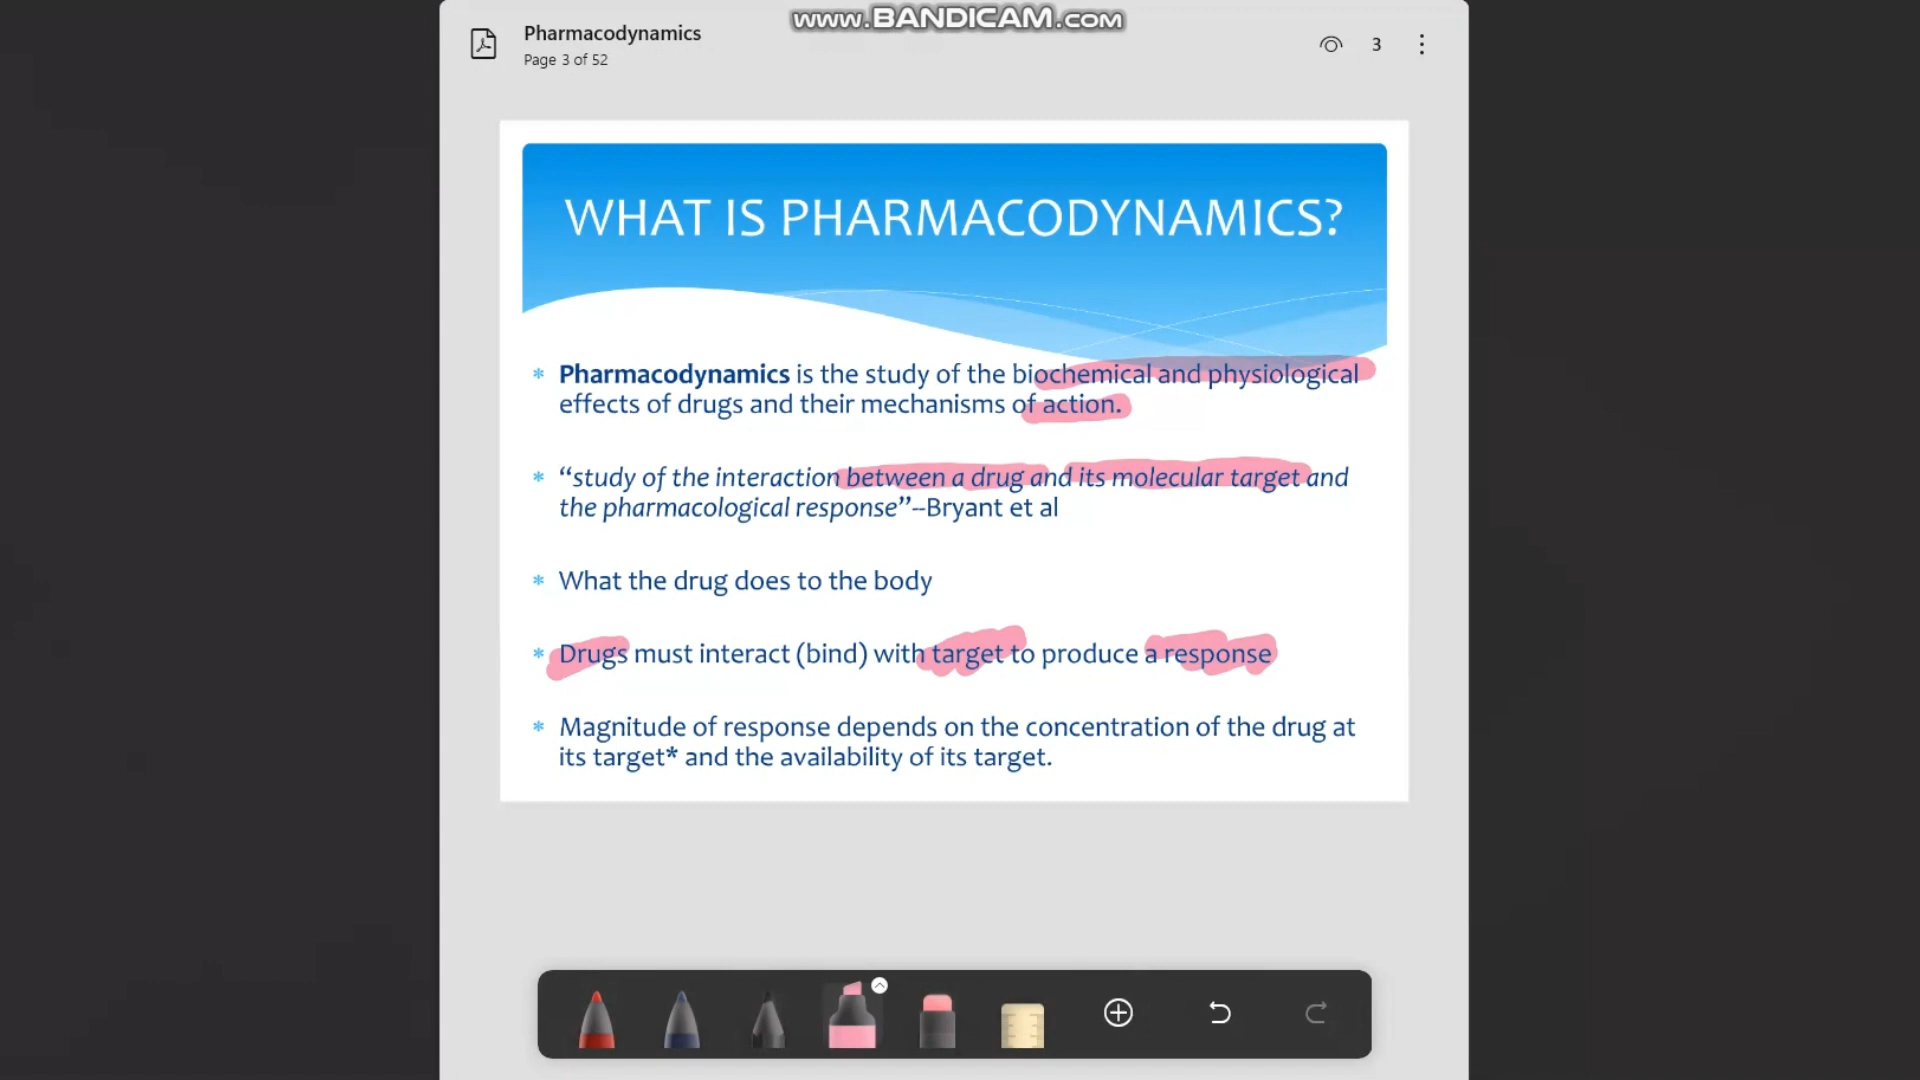 www.BANDICAM.com
Pharmacodynamics
Page 3 of 52
3
WHAT IS PHARMACODYNAMICS?
* Pharmacodynamics is the study of the biochemical and physiological
effects of drugs and their mechanisms of action.
* “study of the interaction between a drug and its molecular target and
the pharmacological response”--Bryant et al
* What the drug does to the body
* Drugs must interact (bind) with target to produce a response
* Magnitude of response depends on the concentration of the drug at
its target* and the availability of its target.